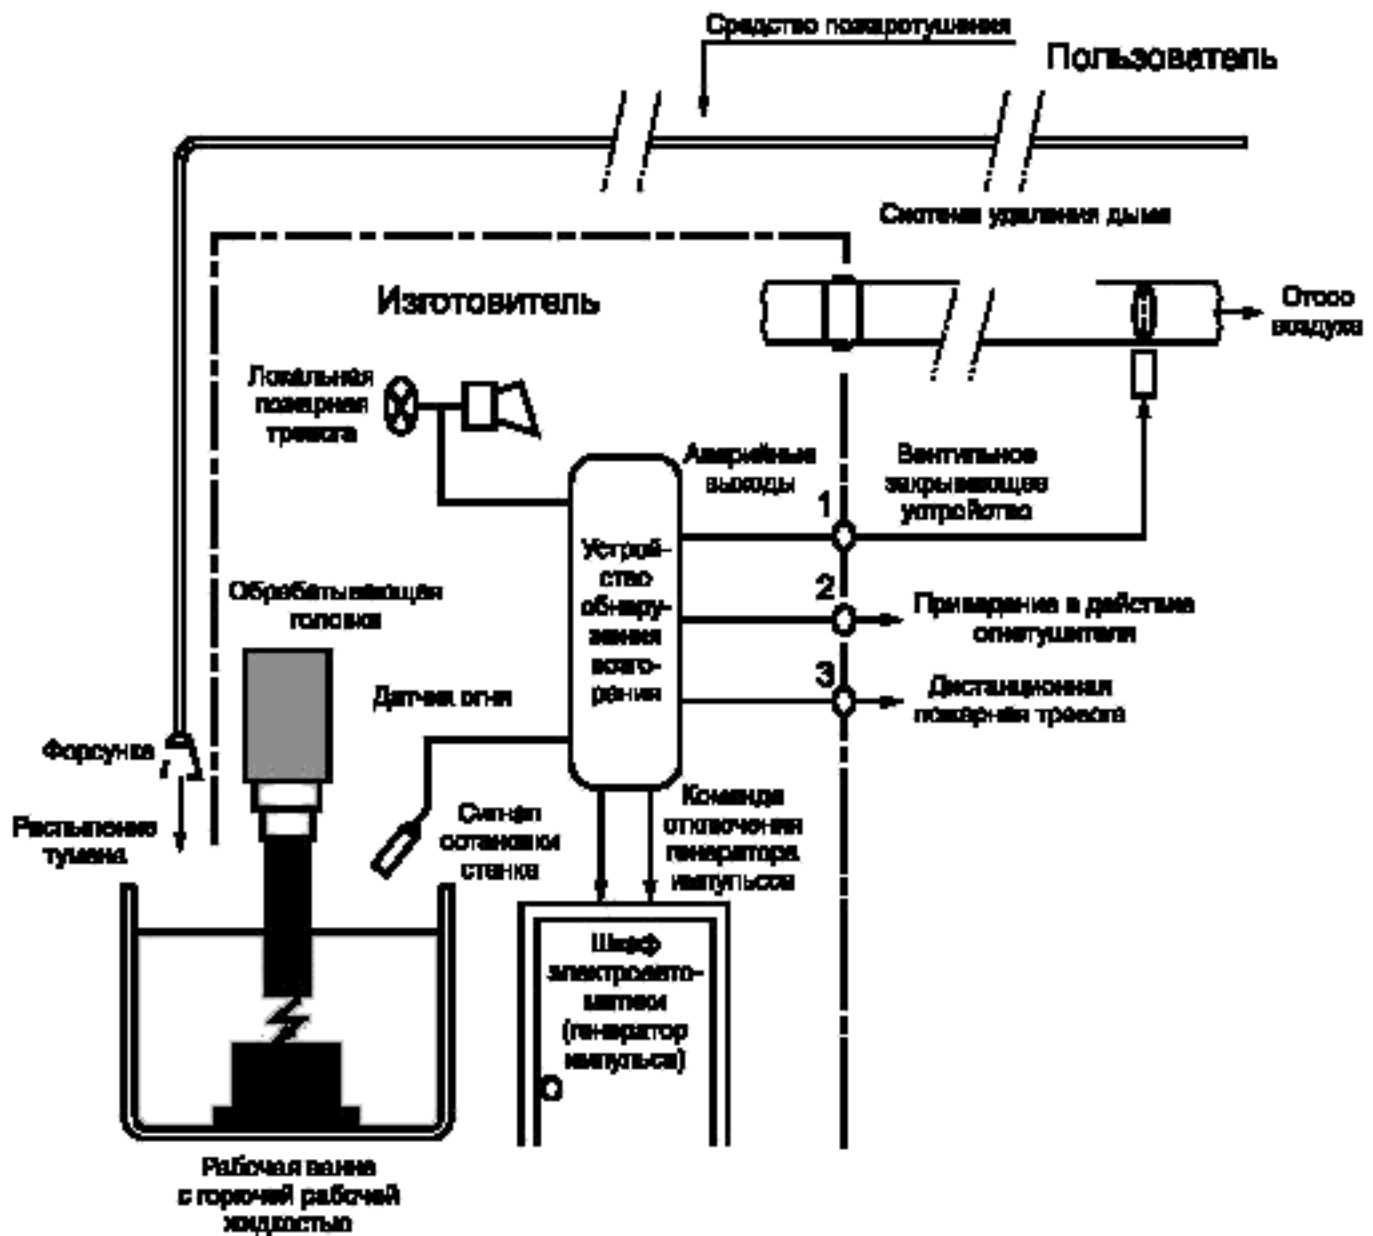 Средство пожаротушения
Пользователь
Система удаления дыма
Изготовитель
Отсос
воздуха
Локальная
пожарная
тревога
Аварийные
выходы
Вентильное
закрывающее
устройство
1
Устрой-
ство
обнару-
жения
возго-
рания
2
Приведение в действие
огнетушителя
Обрабатывающая
головка
3
Дистанционная
пожарная тревога
Датчик огня
Форсунка
Распыление
тумана
Сигнал
остановки
станка
Команда
отключения
генератора
импульсов
Шкаф
электроавто-
матики
(генератор
импульса)
Рабочая ванна
с горючей рабочей
жидкостью